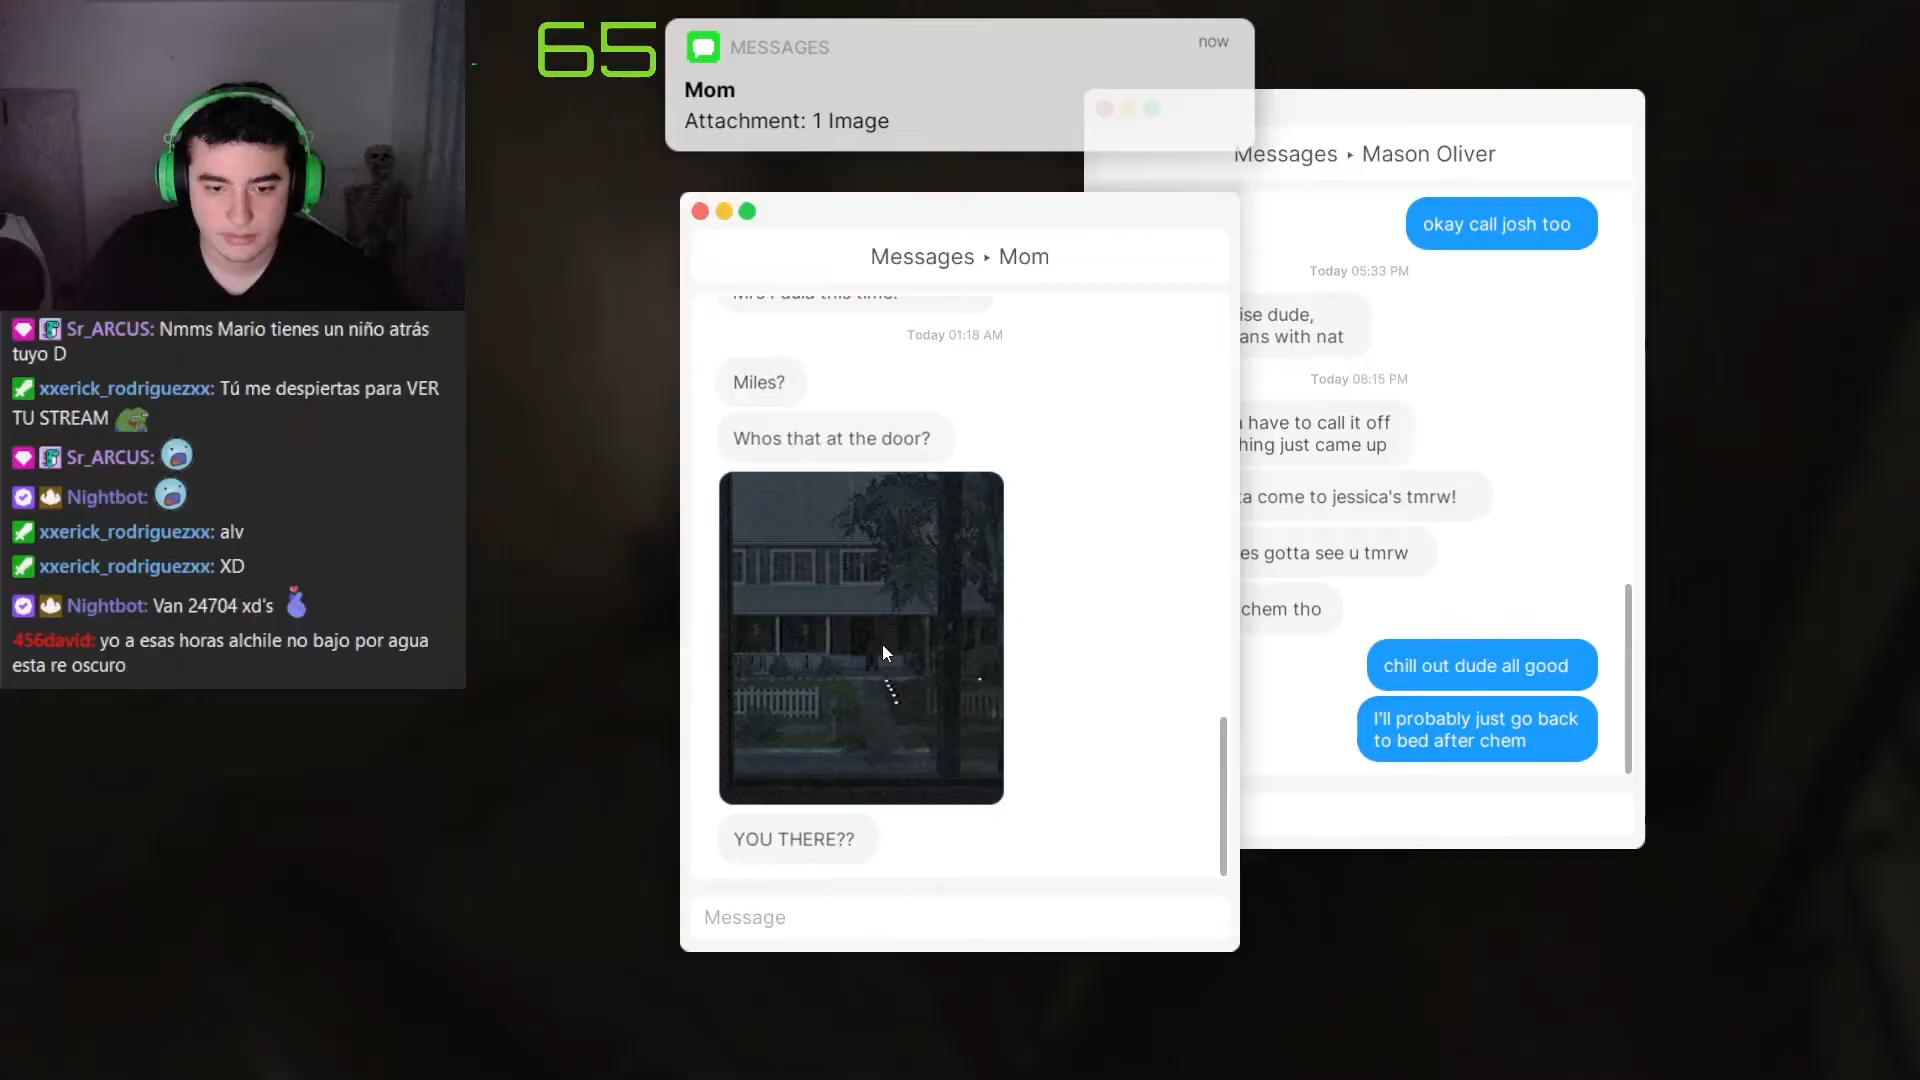 65
MESSAGES
now
Mom
Attachment: 1 Image
Messages ‣ Mom
Today 01:18 AM
Miles?
Whos that at the door?
YOU THERE??
Message
Messages ‣ Mason Oliver
okay call josh too
Today 05:33 PM
dude,
with nat
Today 08:15 PM
have to call it off
just came up
come to jessica's tmrw!
gotta see u tmrw
chem tho
chill out dude all good
I'll probably just go back
to bed after chem
Sr_ARCUS: Nmms Mario tienes un niño atrás
tuyo D
xxerick_rodriguezxx: Tú me despiertas para VER
TU STREAM
Sr_ARCUS:
Nightbot:
xxerick_rodriguezxx: alv
xxerick_rodriguezxx: XD
Nightbot: Van 24704 xd's
456david: yo a esas horas alchile no bajo por agua
esta re oscuro